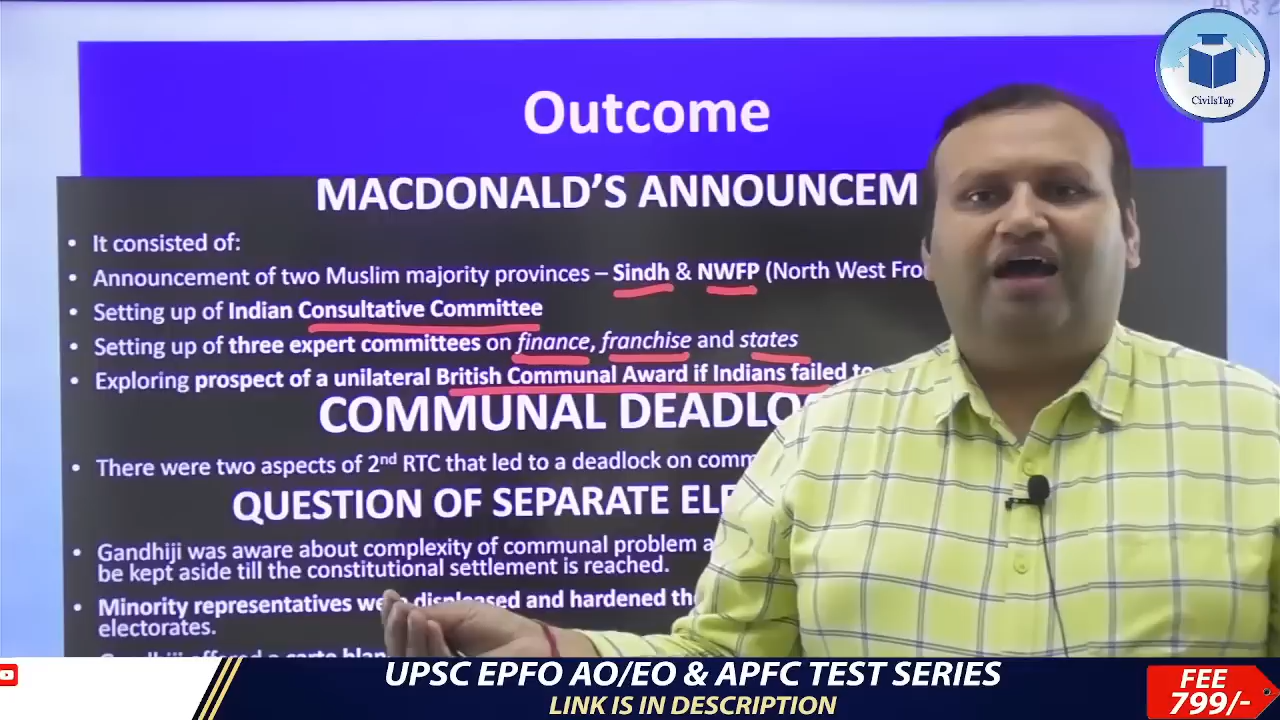 CivilsTap
Outcome
MACDONALD'S ANNOUNCEM
• It consisted of:
• Announcement of two Muslim majority provinces – Sindh & NWFP (North West Fro
• Setting up of Indian Consultative Committee
• Setting up of three expert committees on finance, franchise and states
• Exploring prospect of a unilateral British Communal Award if Indians failed to
COMMUNAL DEADLO
• There were two aspects of 2nd RTC that led to a deadlock on comm
QUESTION OF SEPARATE ELE
• Gandhiji was aware about complexity of communal problem a
be kept aside till the constitutional settlement is reached.
• Minority representatives were displeased and hardened the
electorates.
UPSC EPFO AO/EO & APFC TEST SERIES
LINK IS IN DESCRIPTION
FEE
799/-